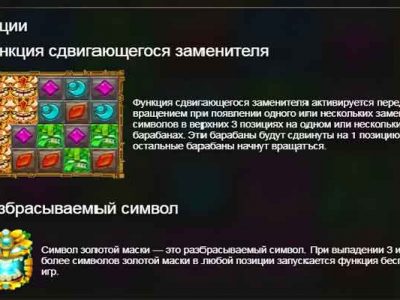 ции
нкция сдвигающегося заменителя
Функция сдвигающегося заменителя активируется перед
вращением при появлении одного или нескольких заме
символов в верхних 3 позициях на одном или нескольки
барабанах. Эти барабаны будут сдвинуты на 1 позицию
остальные барабаны начнут вращаться.
збрасываемый символ
Символ золотой маски — это разбрасываемый символ. При выпадении 3 и
более символов золотой маски в любой позиции запускается функция бесп
игр.